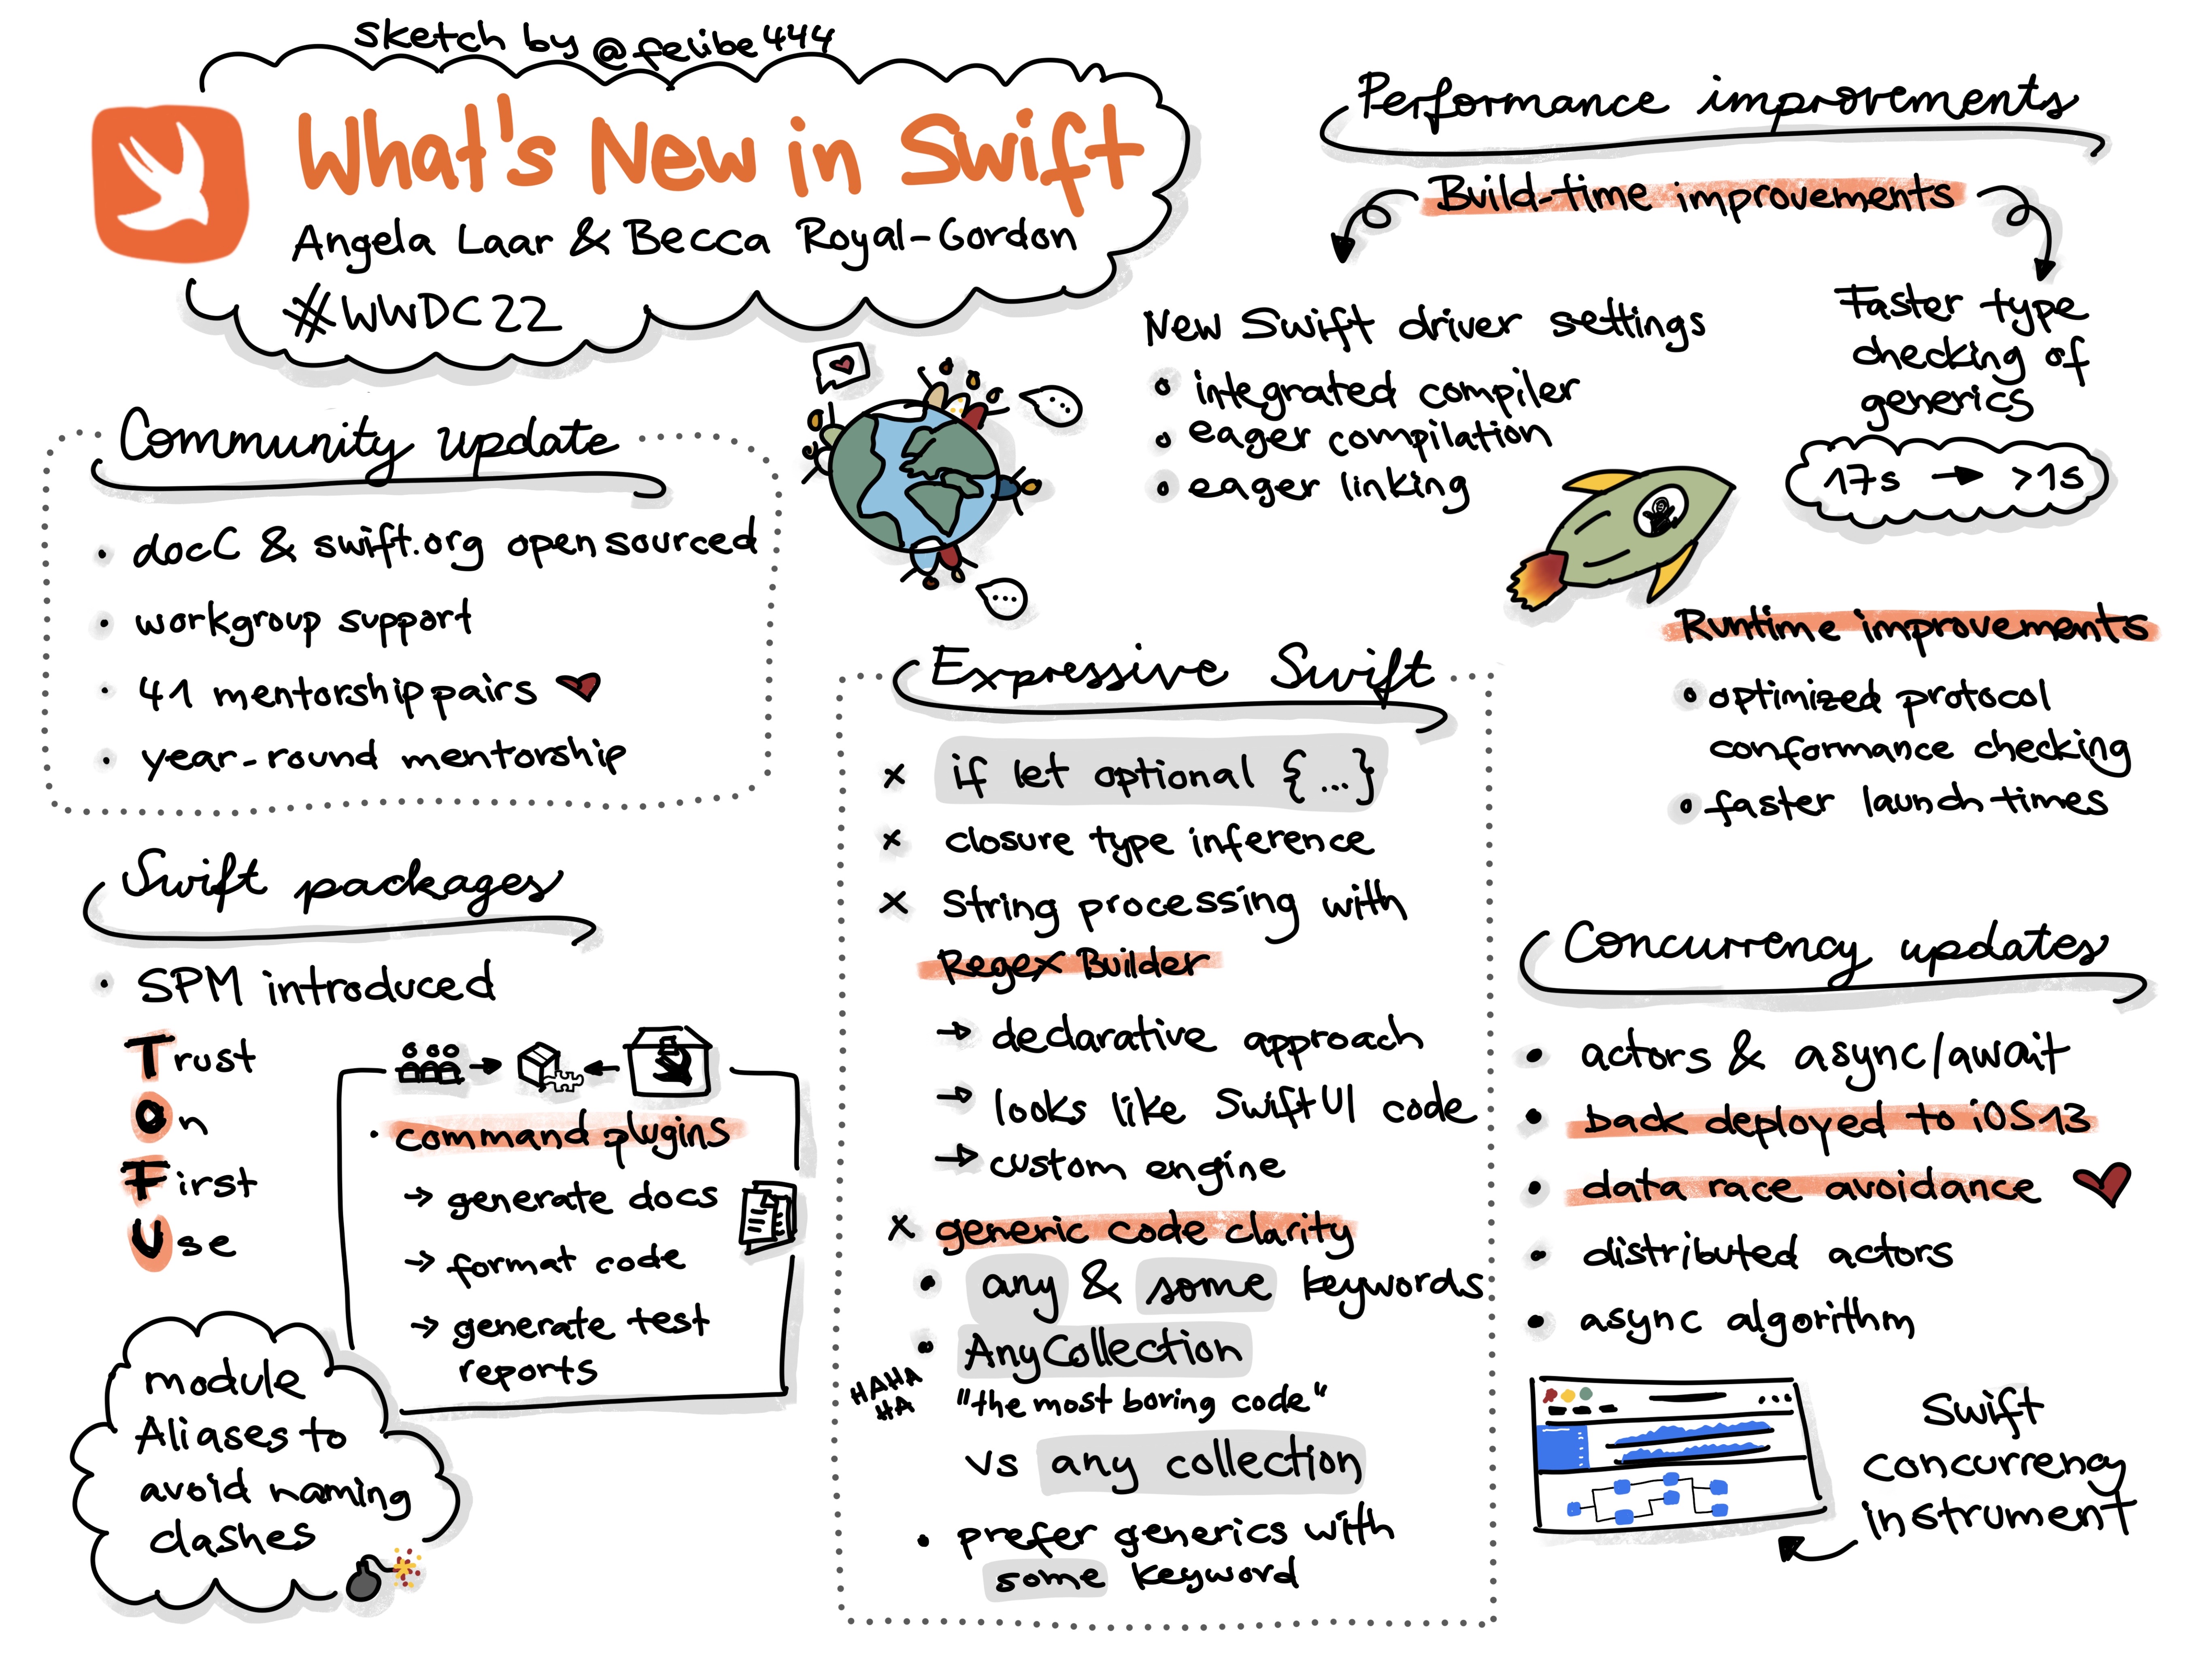 sketch by @felibe444
What's New in Swift
Angela Laar & Becca Royal-Gordon
#WWDC22
Community update
• docC & swift.org open sourced
• workgroup support
• 41 mentorship pairs
• year-round mentorship
Swift packages
• SPM introduced
Trust
On
First
Use
• command plugins
→ generate docs
→ format code
→ generate test
reports
module
Aliases to
avoid naming
clashes
Performance improvements
Build-time improvements
New Swift driver settings
• integrated compiler
• eager compilation
• eager linking
Faster type
checking of
generics
17s → >1s
Runtime improvements
• optimized protocol
conformance checking
• faster launch times
Expressive Swift
x if let optional {...}
x closure type inference
x String processing with
Regex Builder
→ declarative approach
→ looks like SwiftUI code
→ custom engine
x generic code clarity
• any & some keywords
• AnyCollection
HAHA
HA
"the most boring code"
vs any collection
• prefer generics with
some keyword
Concurrency updates
• actors & async/await
• back deployed to iOS13
• data race avoidance
• distributed actors
• async algorithm
Swift
concurrency
instrument